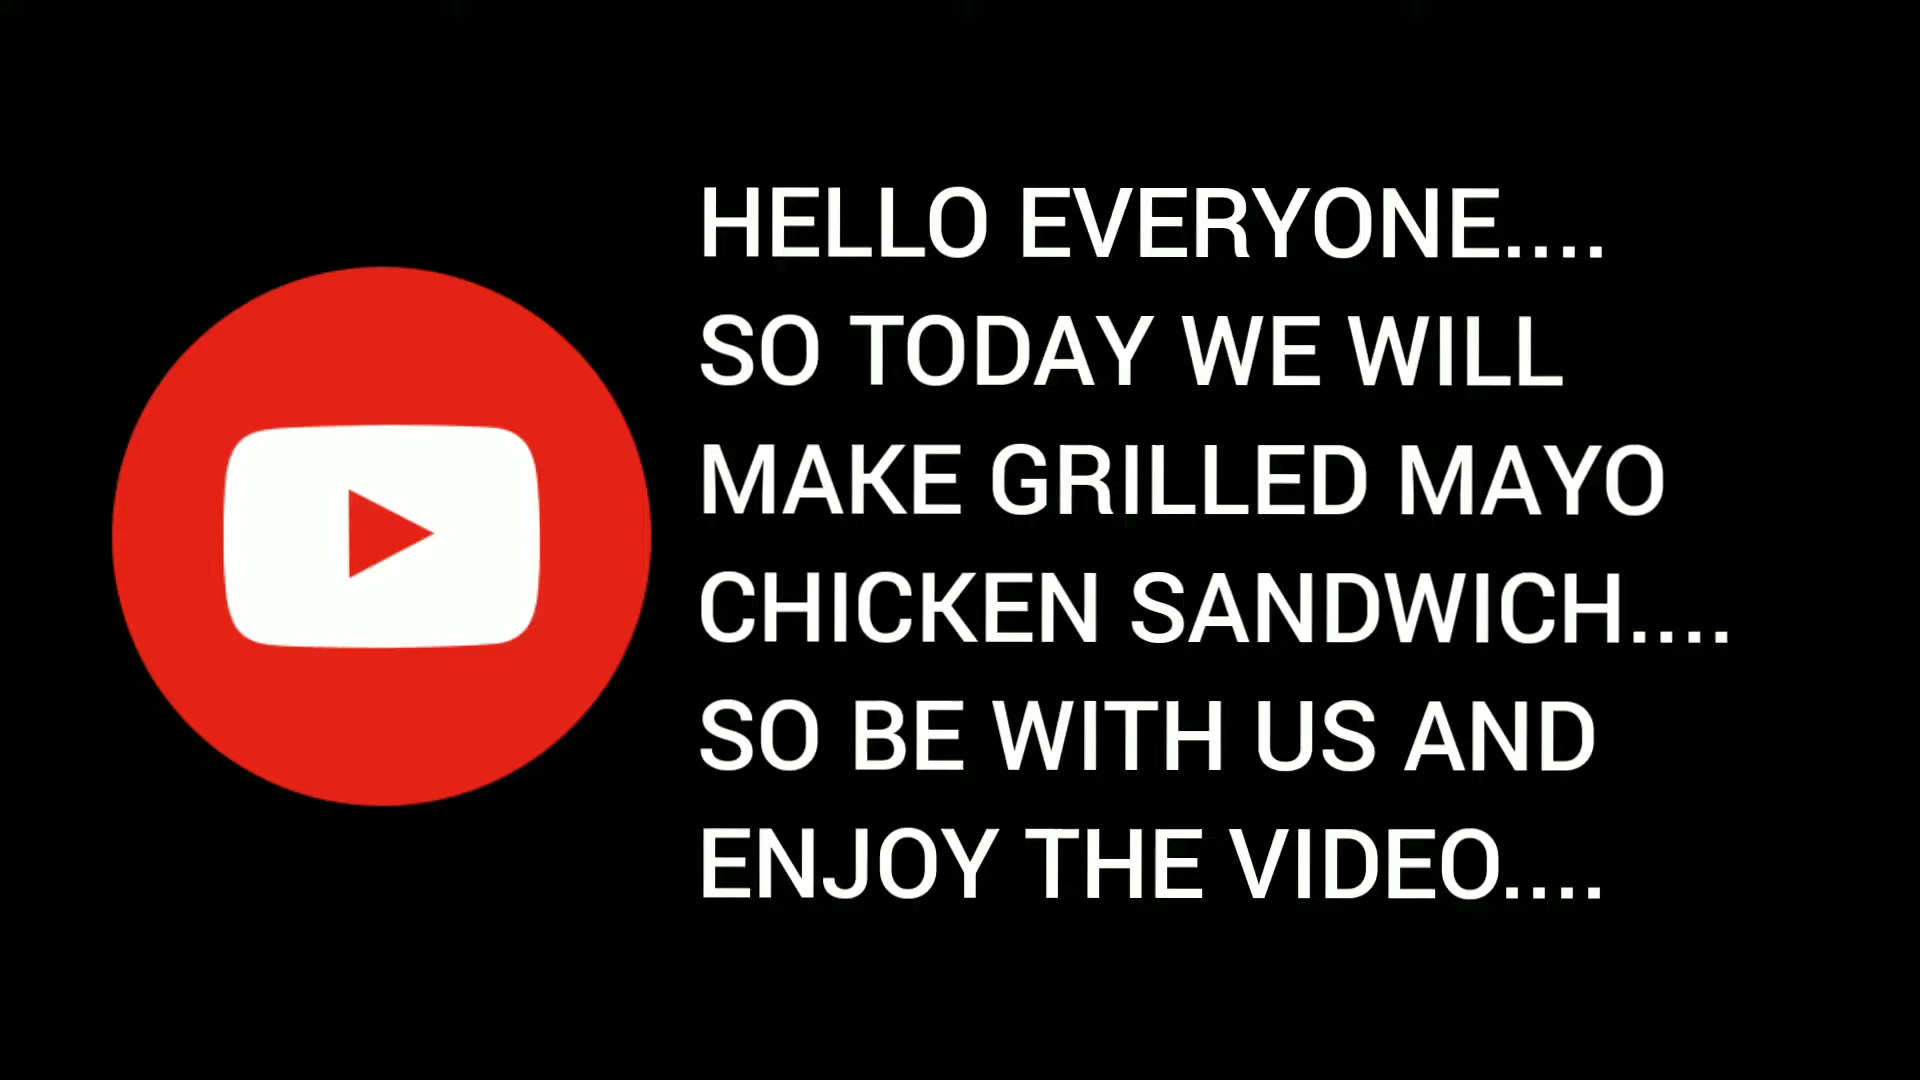 HELLO EVERYONE....
SO TODAY WE WILL
MAKE GRILLED MAYO
CHICKEN SANDWICH....
SO BE WITH US AND
ENJOY THE VIDEO....